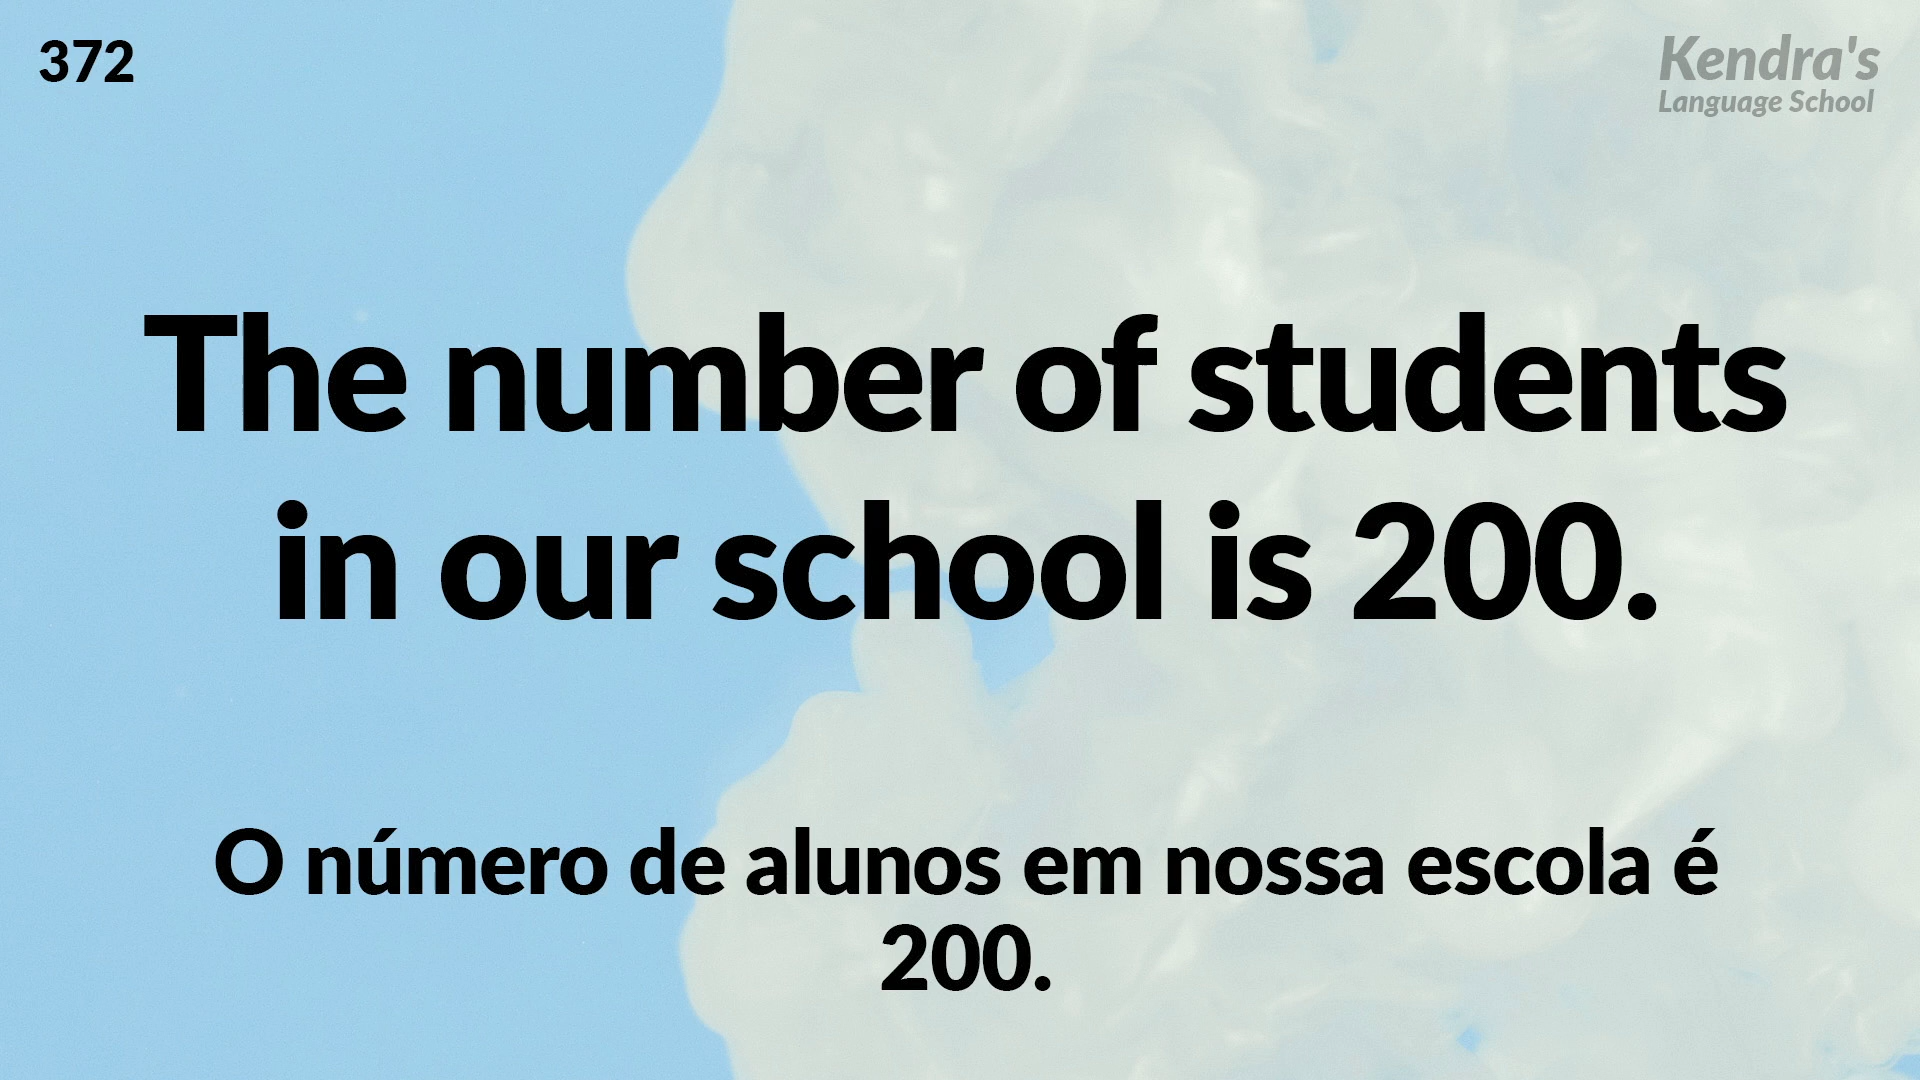 372
Kendra's
Language School
The number of students
in our school is 200.
O número de alunos em nossa escola é
200.